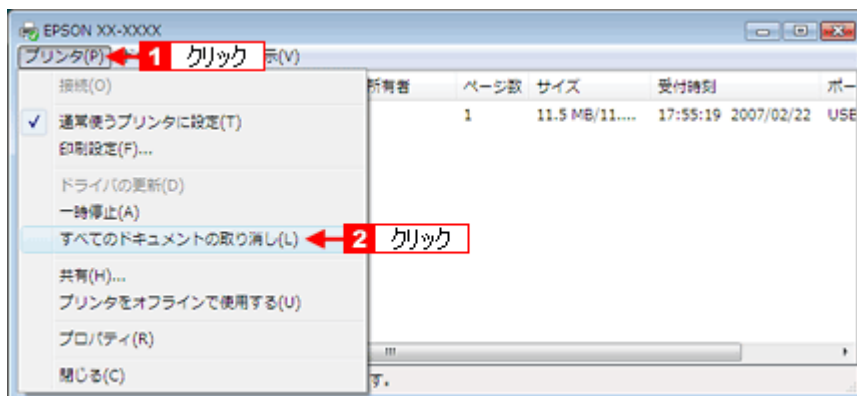 EPSON XX-XXXX
プリンタ(P) 1 クリック 示(V)
接続(O)
所有者 ページ数 サイズ 受付時刻 ポー
通常使うプリンタに設定(T)
1 11.5 MB/11.... 17:55:19 2007/02/22 USE
印刷設定(F)...
ドライバの更新(D)
一時停止(A)
すべてのドキュメントの取り消し(L) 2 クリック
共有(H)...
プリンタをオフラインで使用する(U)
プロパティ(R)
閉じる(C)
す.